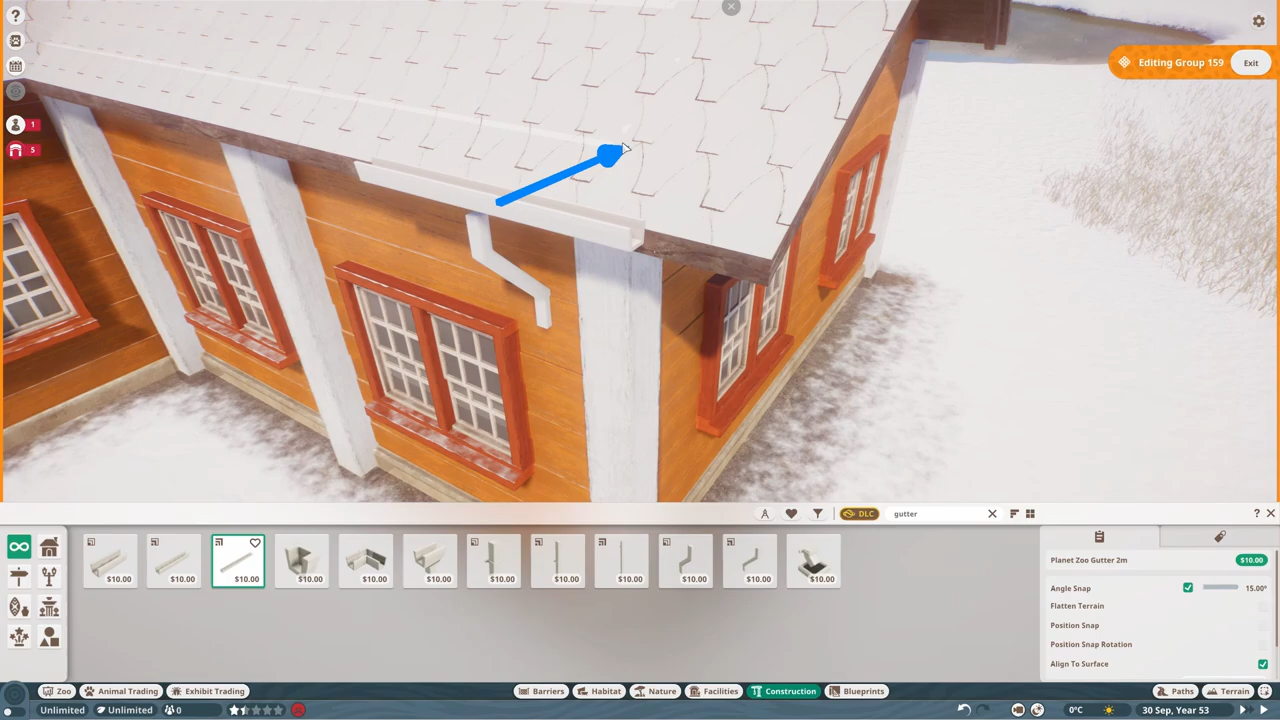 ?
Editing Group 159 Exit
1
5
DLC gutter
? 
$10.00 $10.00 $10.00 $10.00 $10.00 $10.00 $10.00 $10.00 $10.00 $10.00 $10.00 $10.00
Planet Zoo Gutter 2m $10.00
Angle Snap 15.00°
Flatten Terrain
Position Snap
Position Snap Rotation
Align To Surface
Zoo Animal Trading Exhibit Trading Barriers Habitat Nature Facilities Construction Blueprints Paths Terrain
Unlimited Unlimited 0 0°C 30 Sep, Year 53